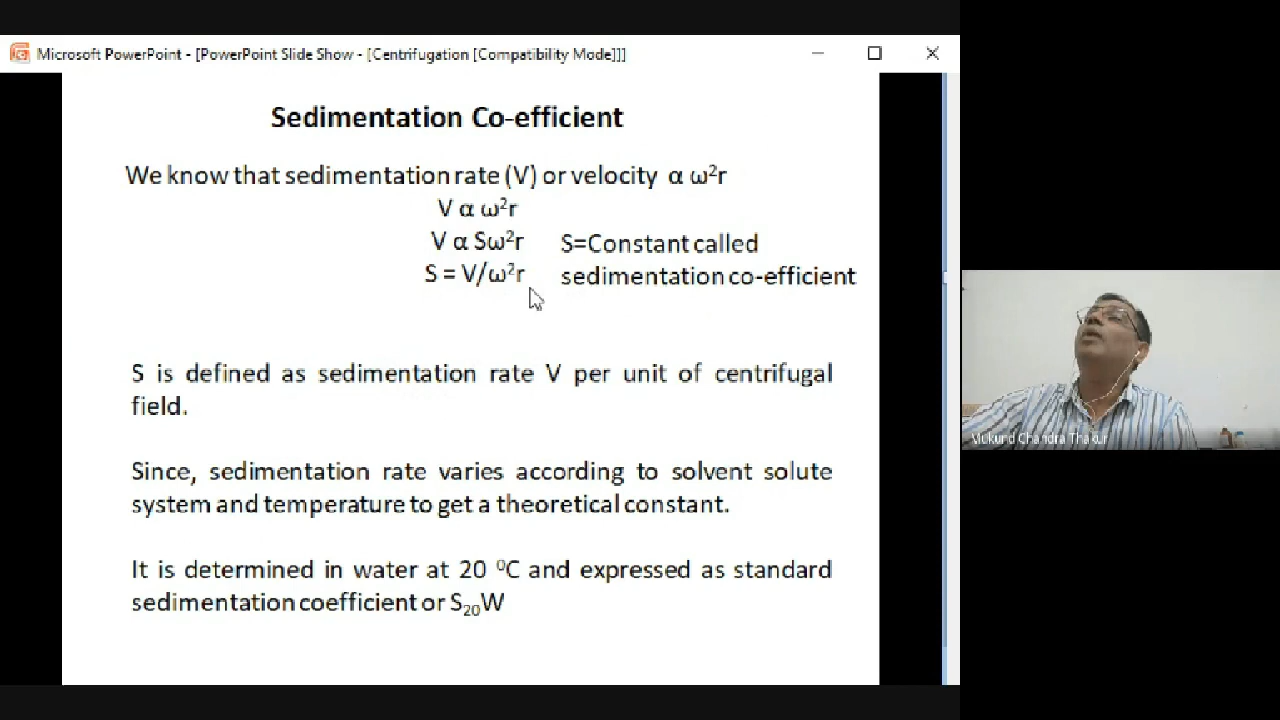 Microsoft PowerPoint - [PowerPoint Slide Show - [Centrifugation [Compatibility Mode]]]
Sedimentation Co-efficient
We know that sedimentation rate (V) or velocity α ω²r
V α ω²r
V α Sω²r
S = V/ω²r
S=Constant called
sedimentation co-efficient
S is defined as sedimentation rate V per unit of centrifugal
field.
Since, sedimentation rate varies according to solvent solute
system and temperature to get a theoretical constant.
It is determined in water at 20 ⁰C and expressed as standard
sedimentation coefficient or S₂₀W
Mukund Chandra Thakur